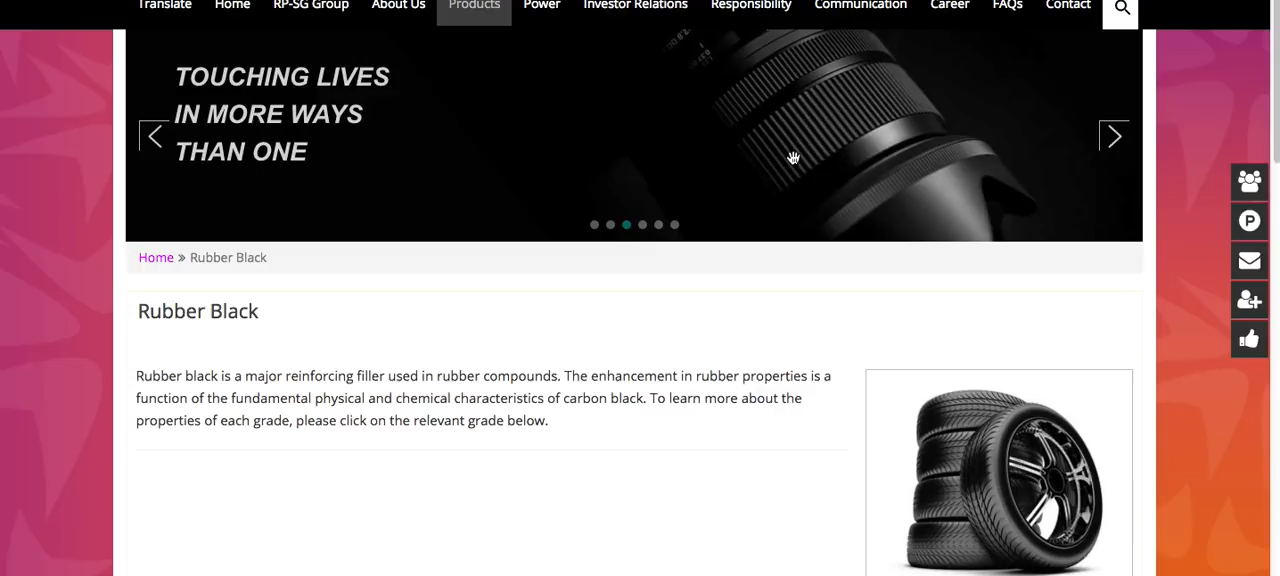 Translate Home RP-SG Group About Us Products Power Investor Relations Responsibility Communication Career FAQs Contact
TOUCHING LIVES
IN MORE WAYS
THAN ONE
Home » Rubber Black
Rubber Black
Rubber black is a major reinforcing filler used in rubber compounds. The enhancement in rubber properties is a
function of the fundamental physical and chemical characteristics of carbon black. To learn more about the
properties of each grade, please click on the relevant grade below.